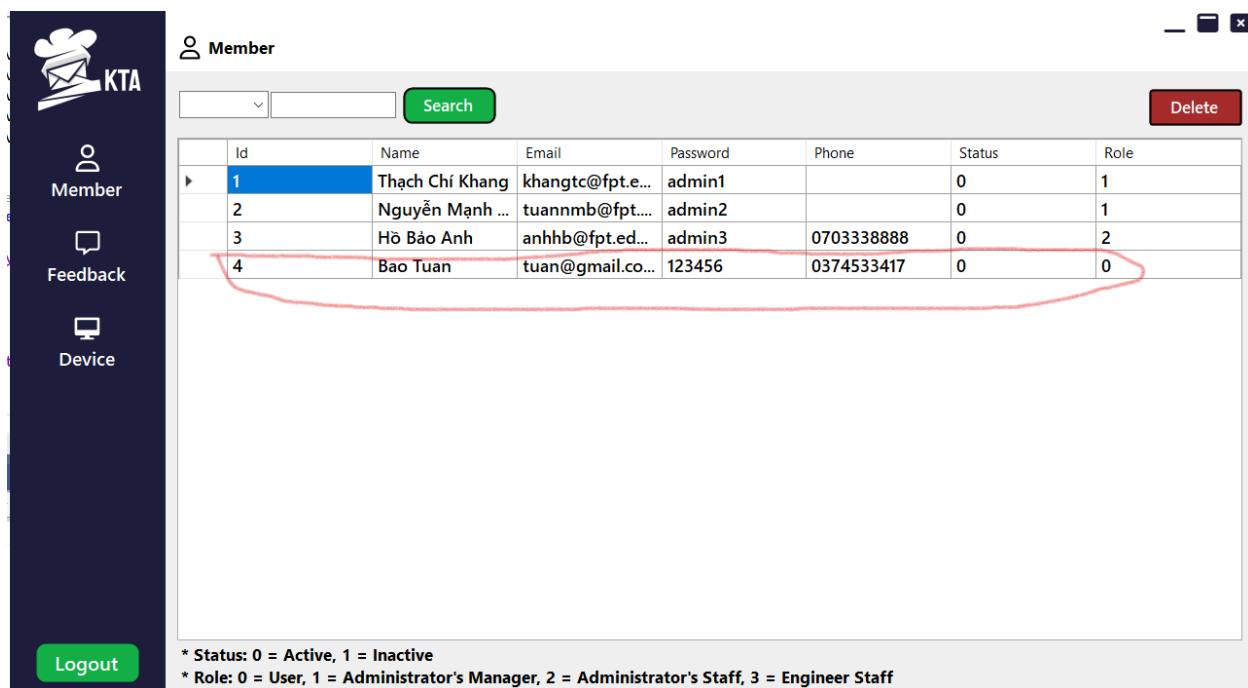 KTA
Member
Search
Delete
Member
Feedback
Device
Logout
Id Name Email Password Phone Status Role
1 Thạch Chí Khang khangtc@fpt.e... admin1 0 1
2 Nguyễn Mạnh ... tuannmb@fpt.... admin2 0 1
3 Hồ Bảo Anh anhhb@fpt.ed... admin3 0703338888 0 2
4 Bao Tuan tuan@gmail.co... 123456 0374533417 0 0
* Status: 0 = Active, 1 = Inactive
* Role: 0 = User, 1 = Administrator's Manager, 2 = Administrator's Staff, 3 = Engineer Staff